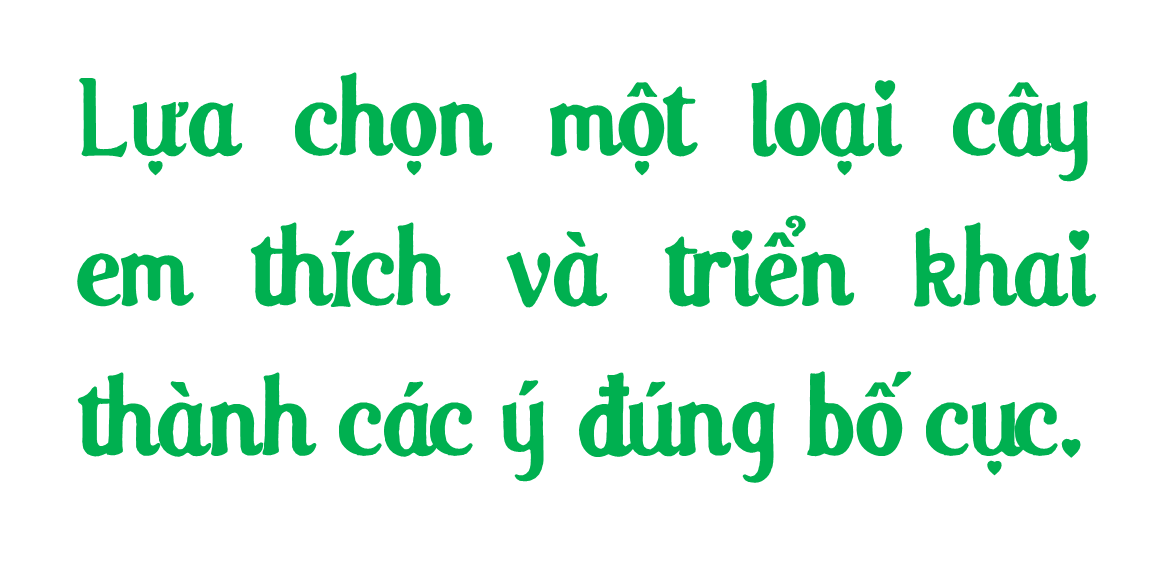 Lựa chọn một loại cây
em thích và triển khai
thành các ý đúng bố cục.